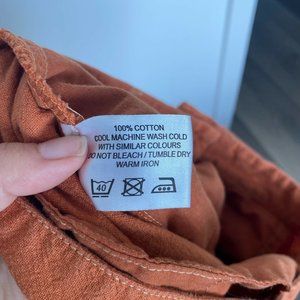 100% COTTON
COOL MACHINE WASH COLD
WITH SIMILAR COLOURS
DO NOT BLEACH / TUMBLE DRY
WARM IRON
40